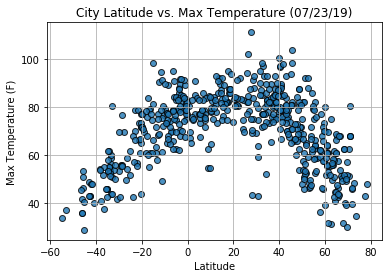 City Latitude vs. Max Temperature (07/23/19)
Max Temperature (F)
100
80
60
40
−60 −40 −20 0 20 40 60 80
Latitude